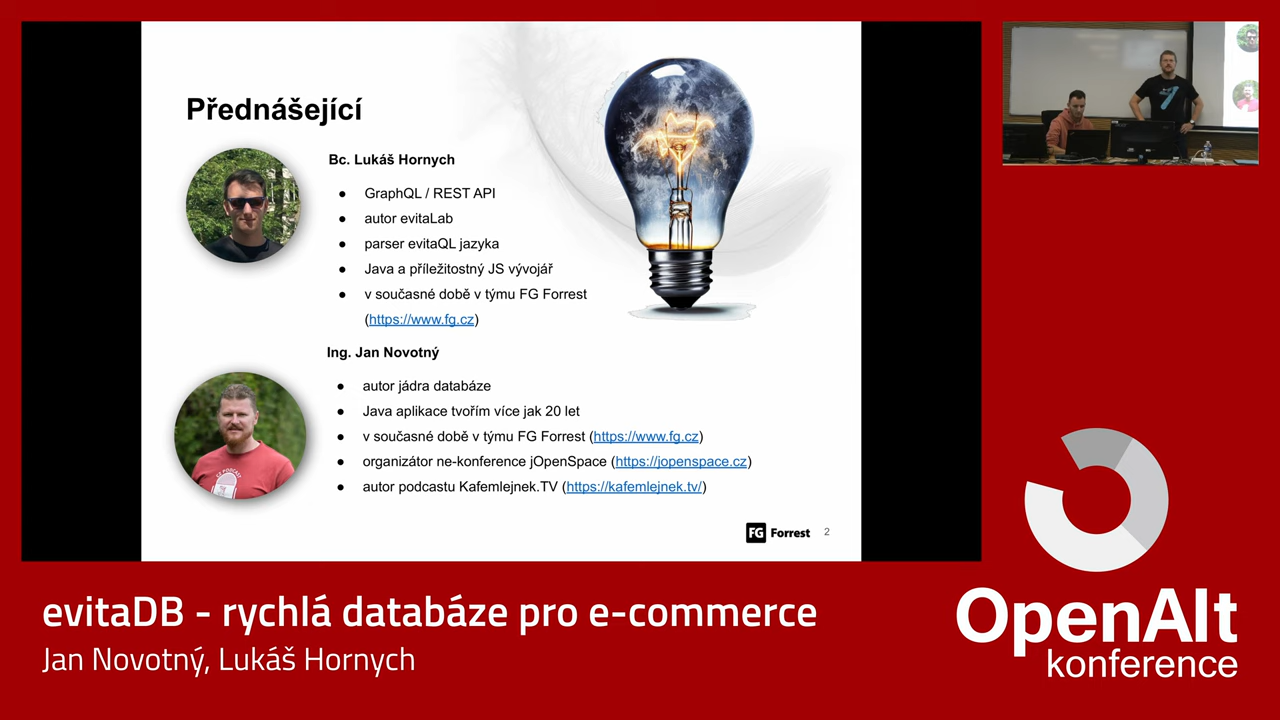 Přednášející
Bc. Lukáš Hornych
● GraphQL / REST API
● autor evitaLab
● parser evitaQL jazyka
● Java a příležitostný JS vývojář
● v současné době v týmu FG Forrest
(https://www.fg.cz)
Ing. Jan Novotný
● autor jádra databáze
● Java aplikace tvořím více jak 20 let
● v současné době v týmu FG Forrest (https://www.fg.cz)
● organizátor ne-konference jOpenSpace (https://jopenspace.cz)
● autor podcastu Kafemlejnek.TV (https://kafemlejnek.tv/)
FG Forrest 2
evitaDB - rychlá databáze pro e-commerce
Jan Novotný, Lukáš Hornych
OpenAlt
konference